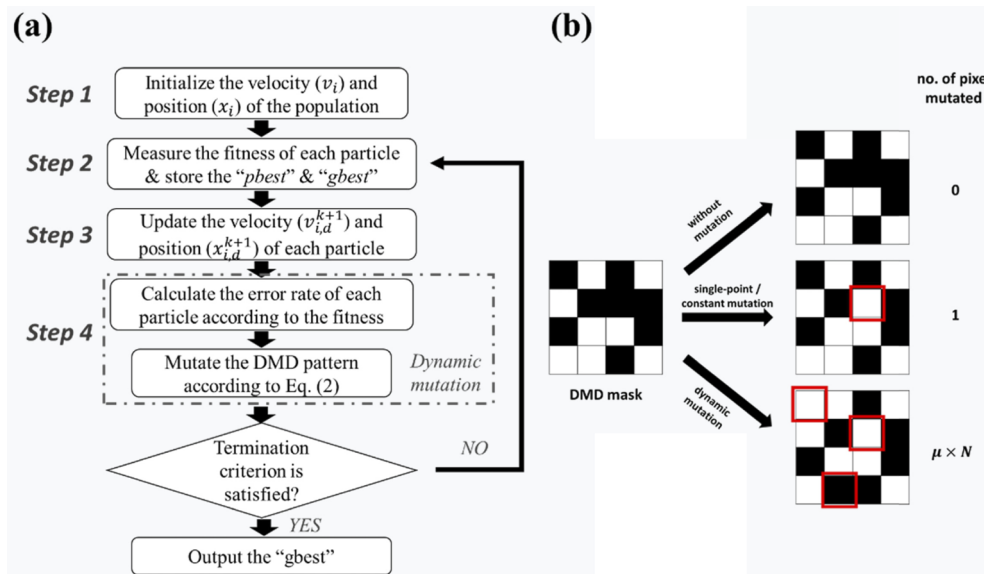 (a)
Step 1
Initialize the velocity (vᵢ) and
position (xᵢ) of the population
Step 2
Measure the fitness of each particle
& store the “pbest” & “gbest”
Step 3
Update the velocity (v_{i,d}^{k+1}) and
position (x_{i,d}^{k+1}) of each particle
Step 4
Calculate the error rate of each
particle according to the fitness
Mutate the DMD pattern
according to Eq. (2)
Dynamic
mutation
Termination
criterion is
satisfied?
NO
YES
Output the “gbest”
(b)
no. of pixe
mutated
DMD mask
without
mutation
0
single-point /
constant mutation
1
dynamic
mutation
μ × N